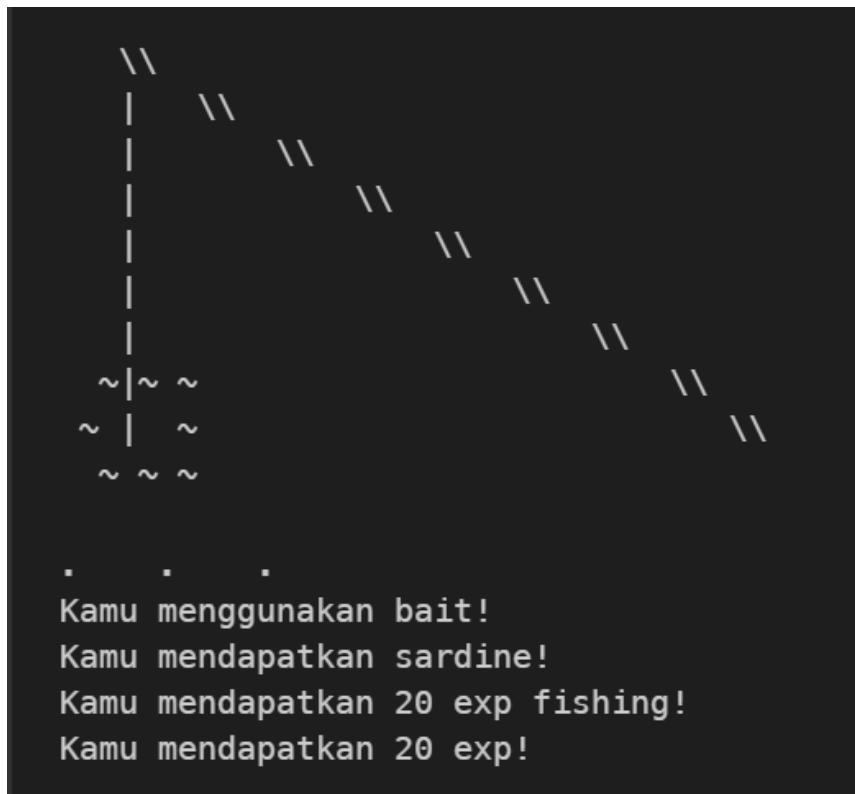 \\
   |   \\
   |       \\
   |           \\
   |               \\
   |                   \\
   |                       \\
  ~|~ ~                        \\
 ~ |  ~                           \\
  ~ ~ ~
.    .    .
Kamu menggunakan bait!
Kamu mendapatkan sardine!
Kamu mendapatkan 20 exp fishing!
Kamu mendapatkan 20 exp!